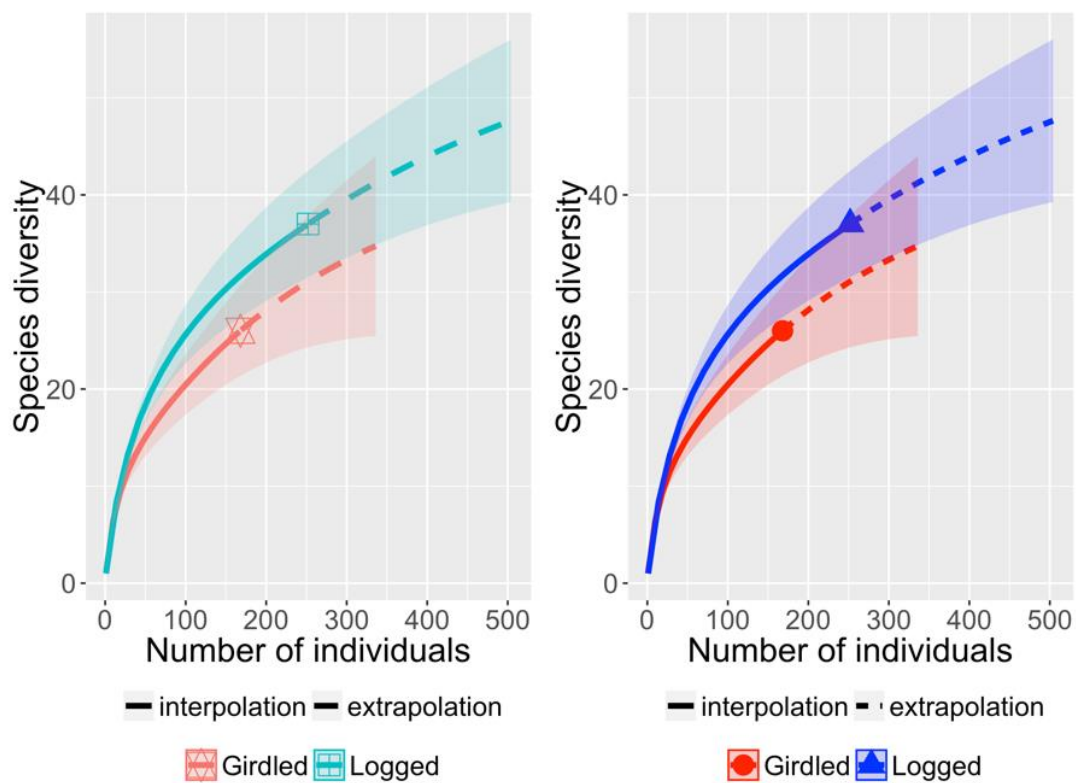 Species diversity
40
20
0
0 100 200 300 400 500
Number of individuals
interpolation extrapolation
Girdled Logged
Species diversity
40
20
0
0 100 200 300 400 500
Number of individuals
interpolation extrapolation
Girdled Logged